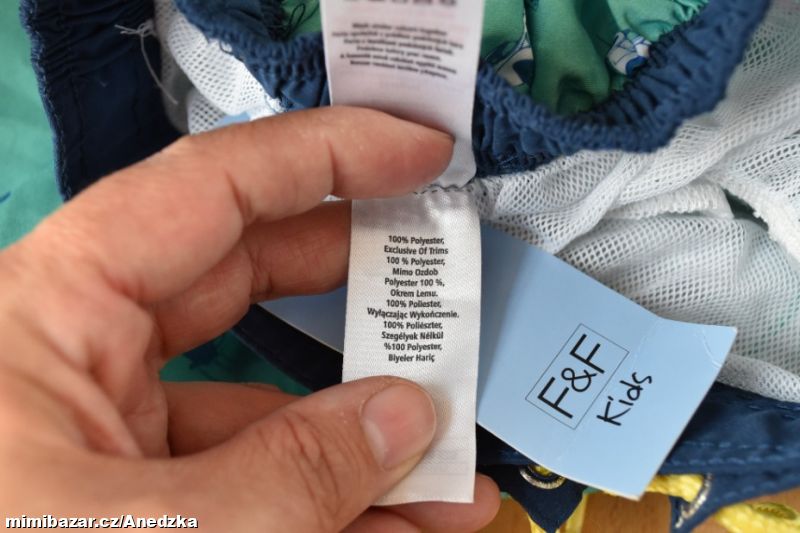 100% Polyester,
Exclusive Of Trims
100 % Polyester,
Mimo Ozdob
Polyester 100 %,
Okrem Lemu.
100% Poliester,
Wyłączając Wykończenie.
100% Poliészter,
Szegélyek Nélkül
%100 Polyester,
Biyeler Hariç
F&F
Kids
mimibazar.cz/Anedzka